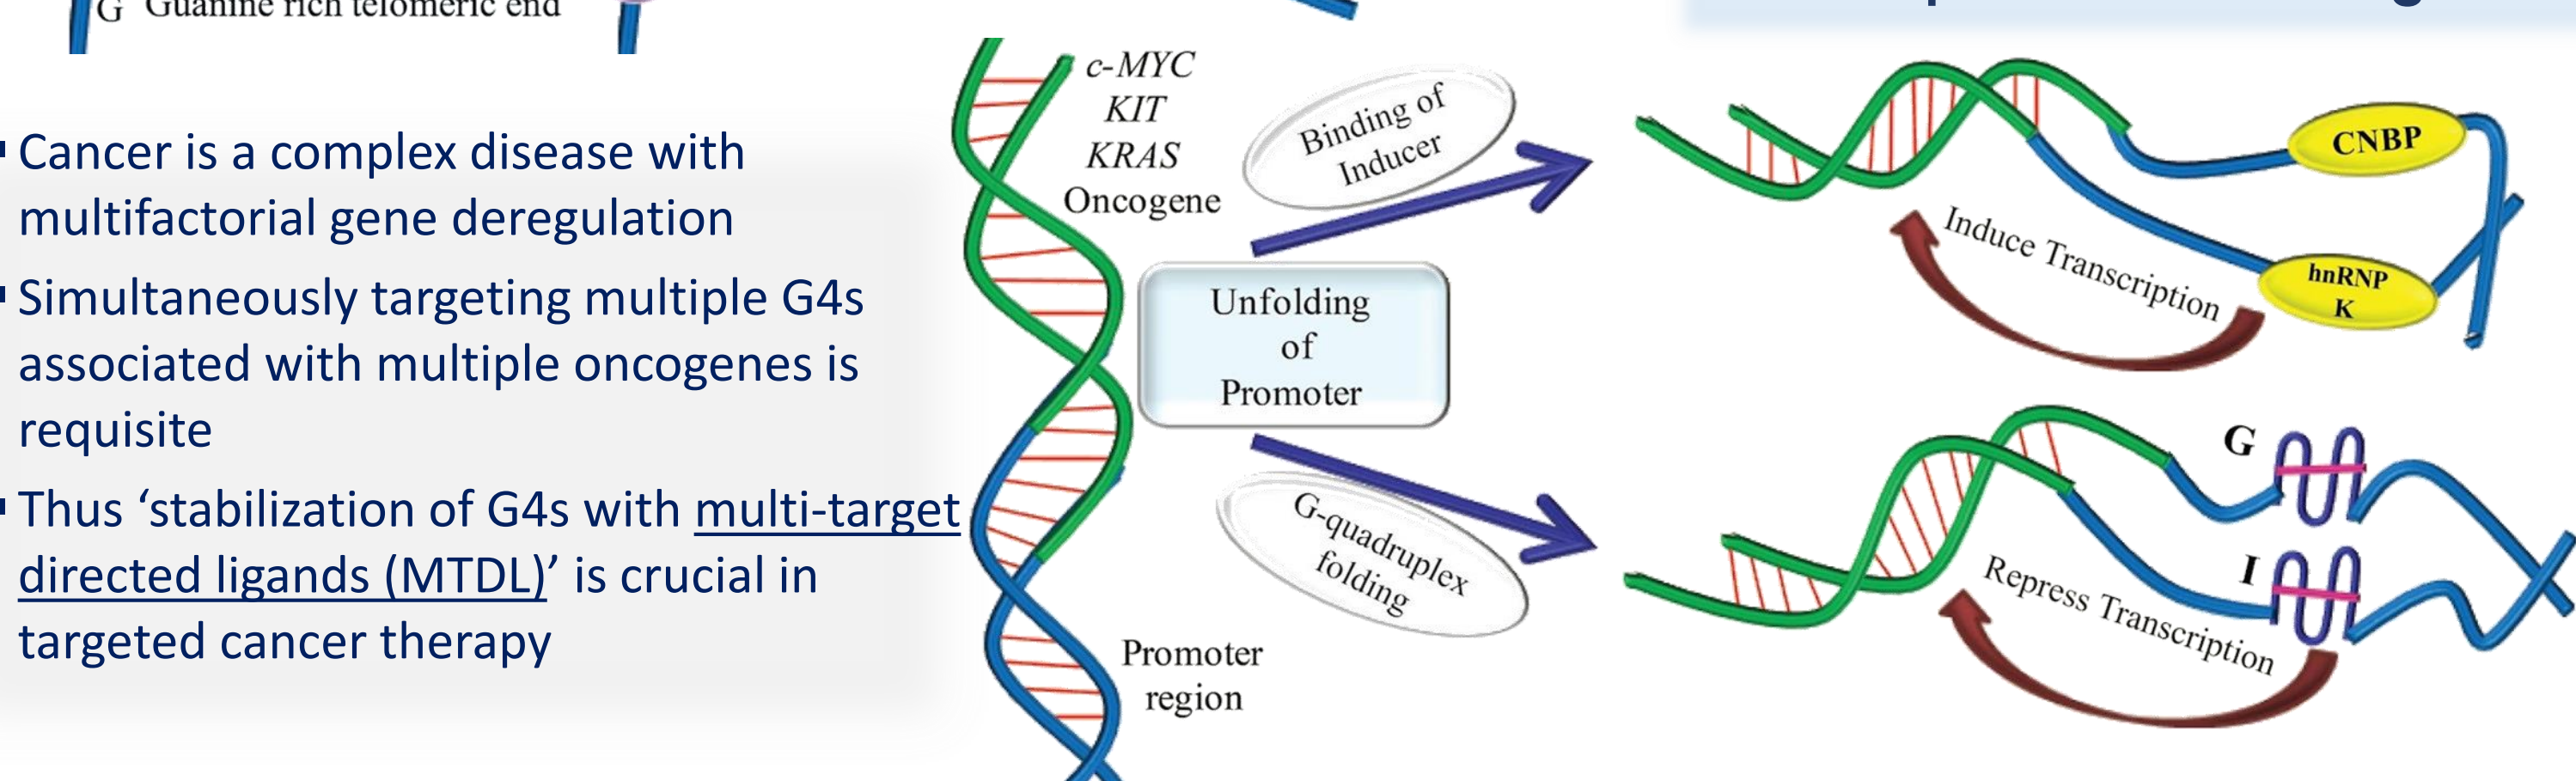 G Guanine rich telomeric end
Cancer is a complex disease with
multifactorial gene deregulation
Simultaneously targeting multiple G4s
associated with multiple oncogenes is
requisite
Thus ‘stabilization of G4s with multi-target
directed ligands (MTDL)’ is crucial in
targeted cancer therapy
c-MYC
KIT
KRAS
Oncogene
Binding of
Inducer
Unfolding
of
Promoter
G-quadruplex
folding
Promoter
region
CNBP
hnRNP
K
Induce Transcription
G
I
Repress Transcription